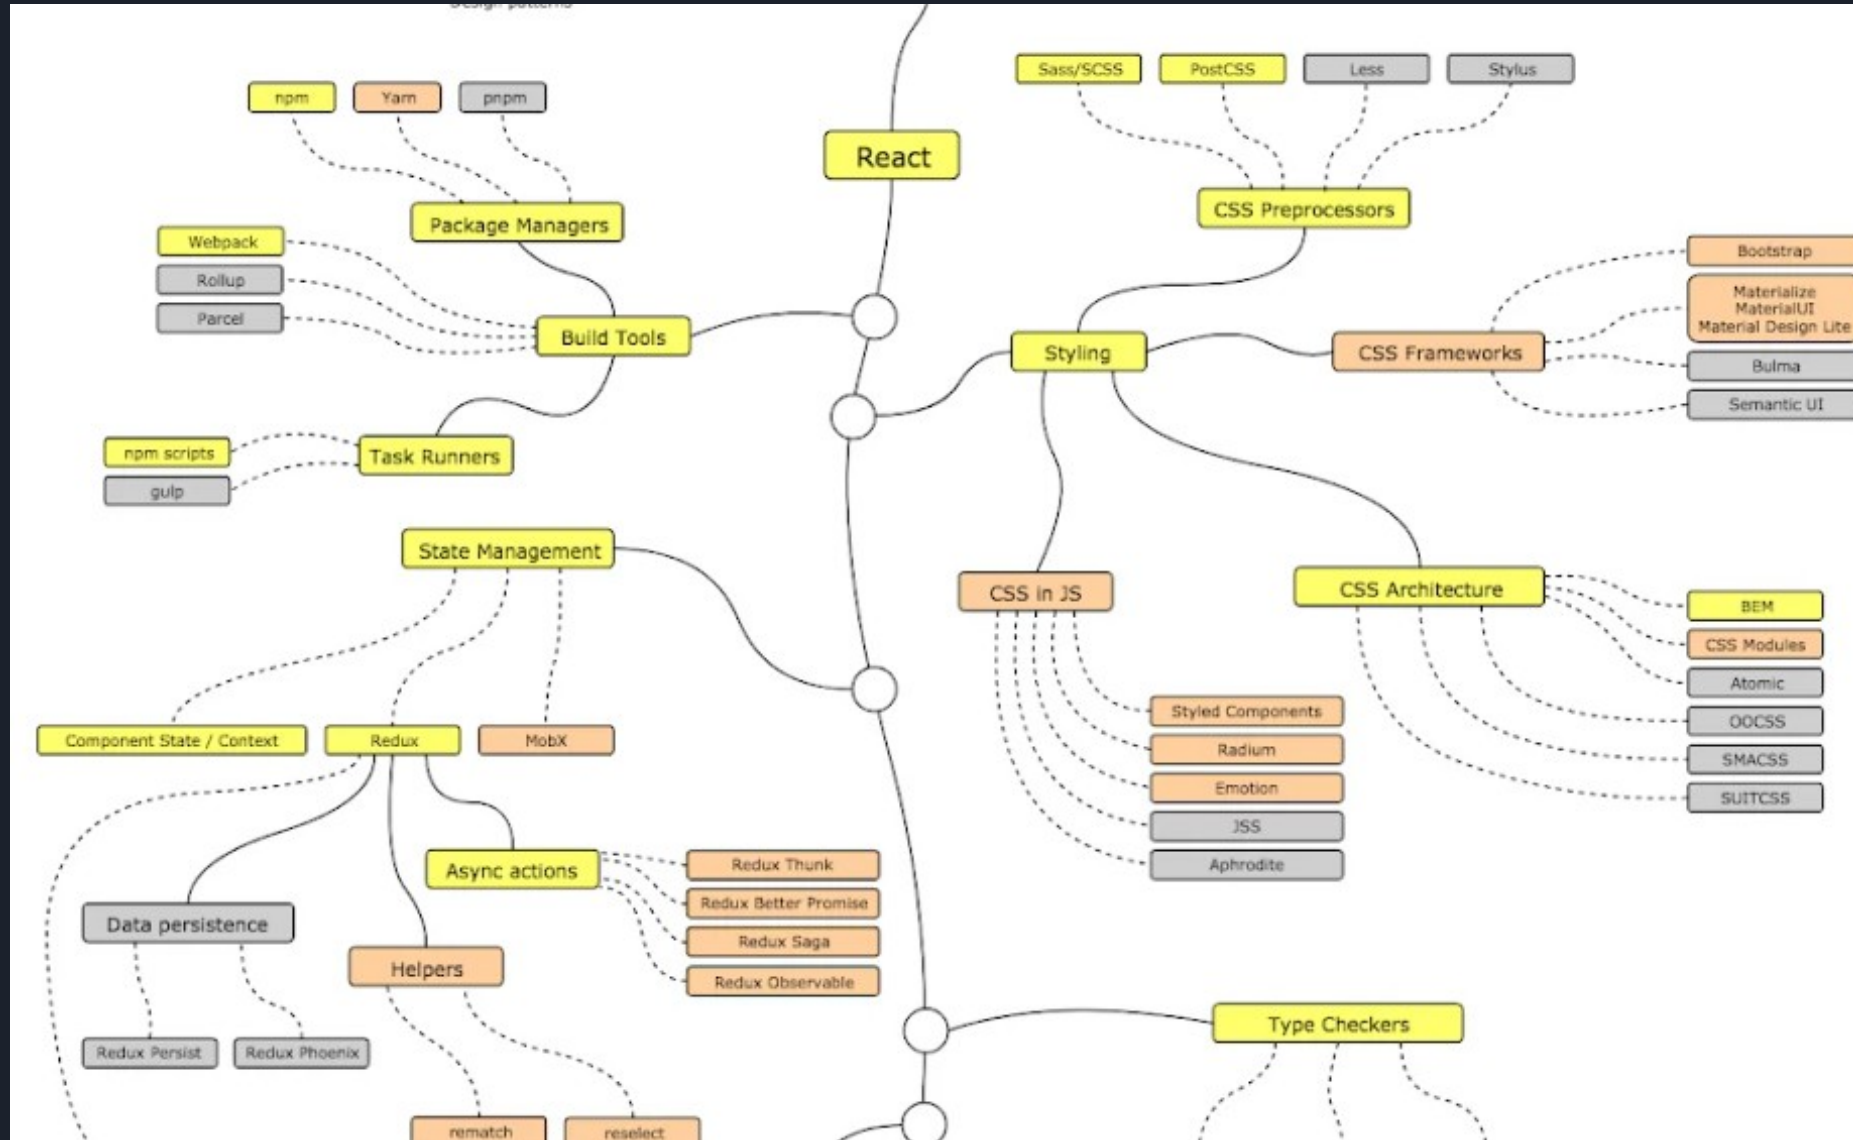 Design patterns
npm
Yarn
pnpm
Sass/SCSS
PostCSS
Less
Stylus
React
Package Managers
CSS Preprocessors
Webpack
Rollup
Parcel
Build Tools
Bootstrap
Materialize
MaterialUI
Material Design Lite
Styling
CSS Frameworks
Bulma
Semantic UI
npm scripts
gulp
Task Runners
State Management
CSS in JS
CSS Architecture
BEM
CSS Modules
Atomic
OOCSS
SMACSS
SUITCSS
Component State / Context
Redux
MobX
Styled Components
Radium
Emotion
JSS
Aphrodite
Async actions
Redux Thunk
Redux Better Promise
Redux Saga
Redux Observable
Data persistence
Helpers
Redux Persist
Redux Phoenix
Type Checkers
rematch
reselect